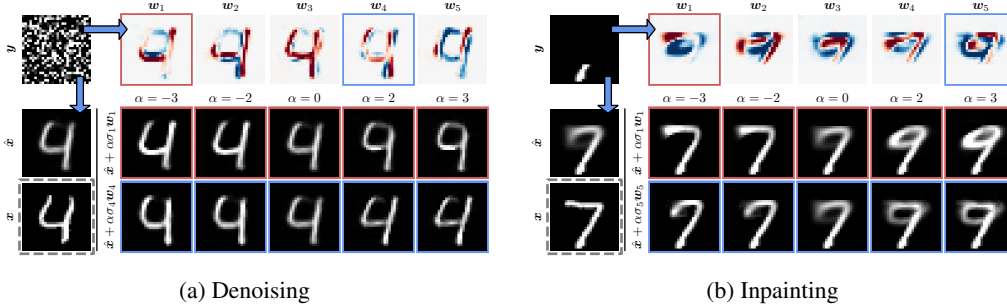 w₁ w₂ w₃ w₄ w₅
y
α = −3 α = −2 α = 0 α = 2 α = 3
x̂
x̂ + ασ₁w₁
x
x̂ + ασ₄w₄
(a) Denoising
w₁ w₂ w₃ w₄ w₅
y
α = −3 α = −2 α = 0 α = 2 α = 3
x̂
x̂ + ασ₁w₁
x
x̂ + ασ₅w₅
(b) Inpainting